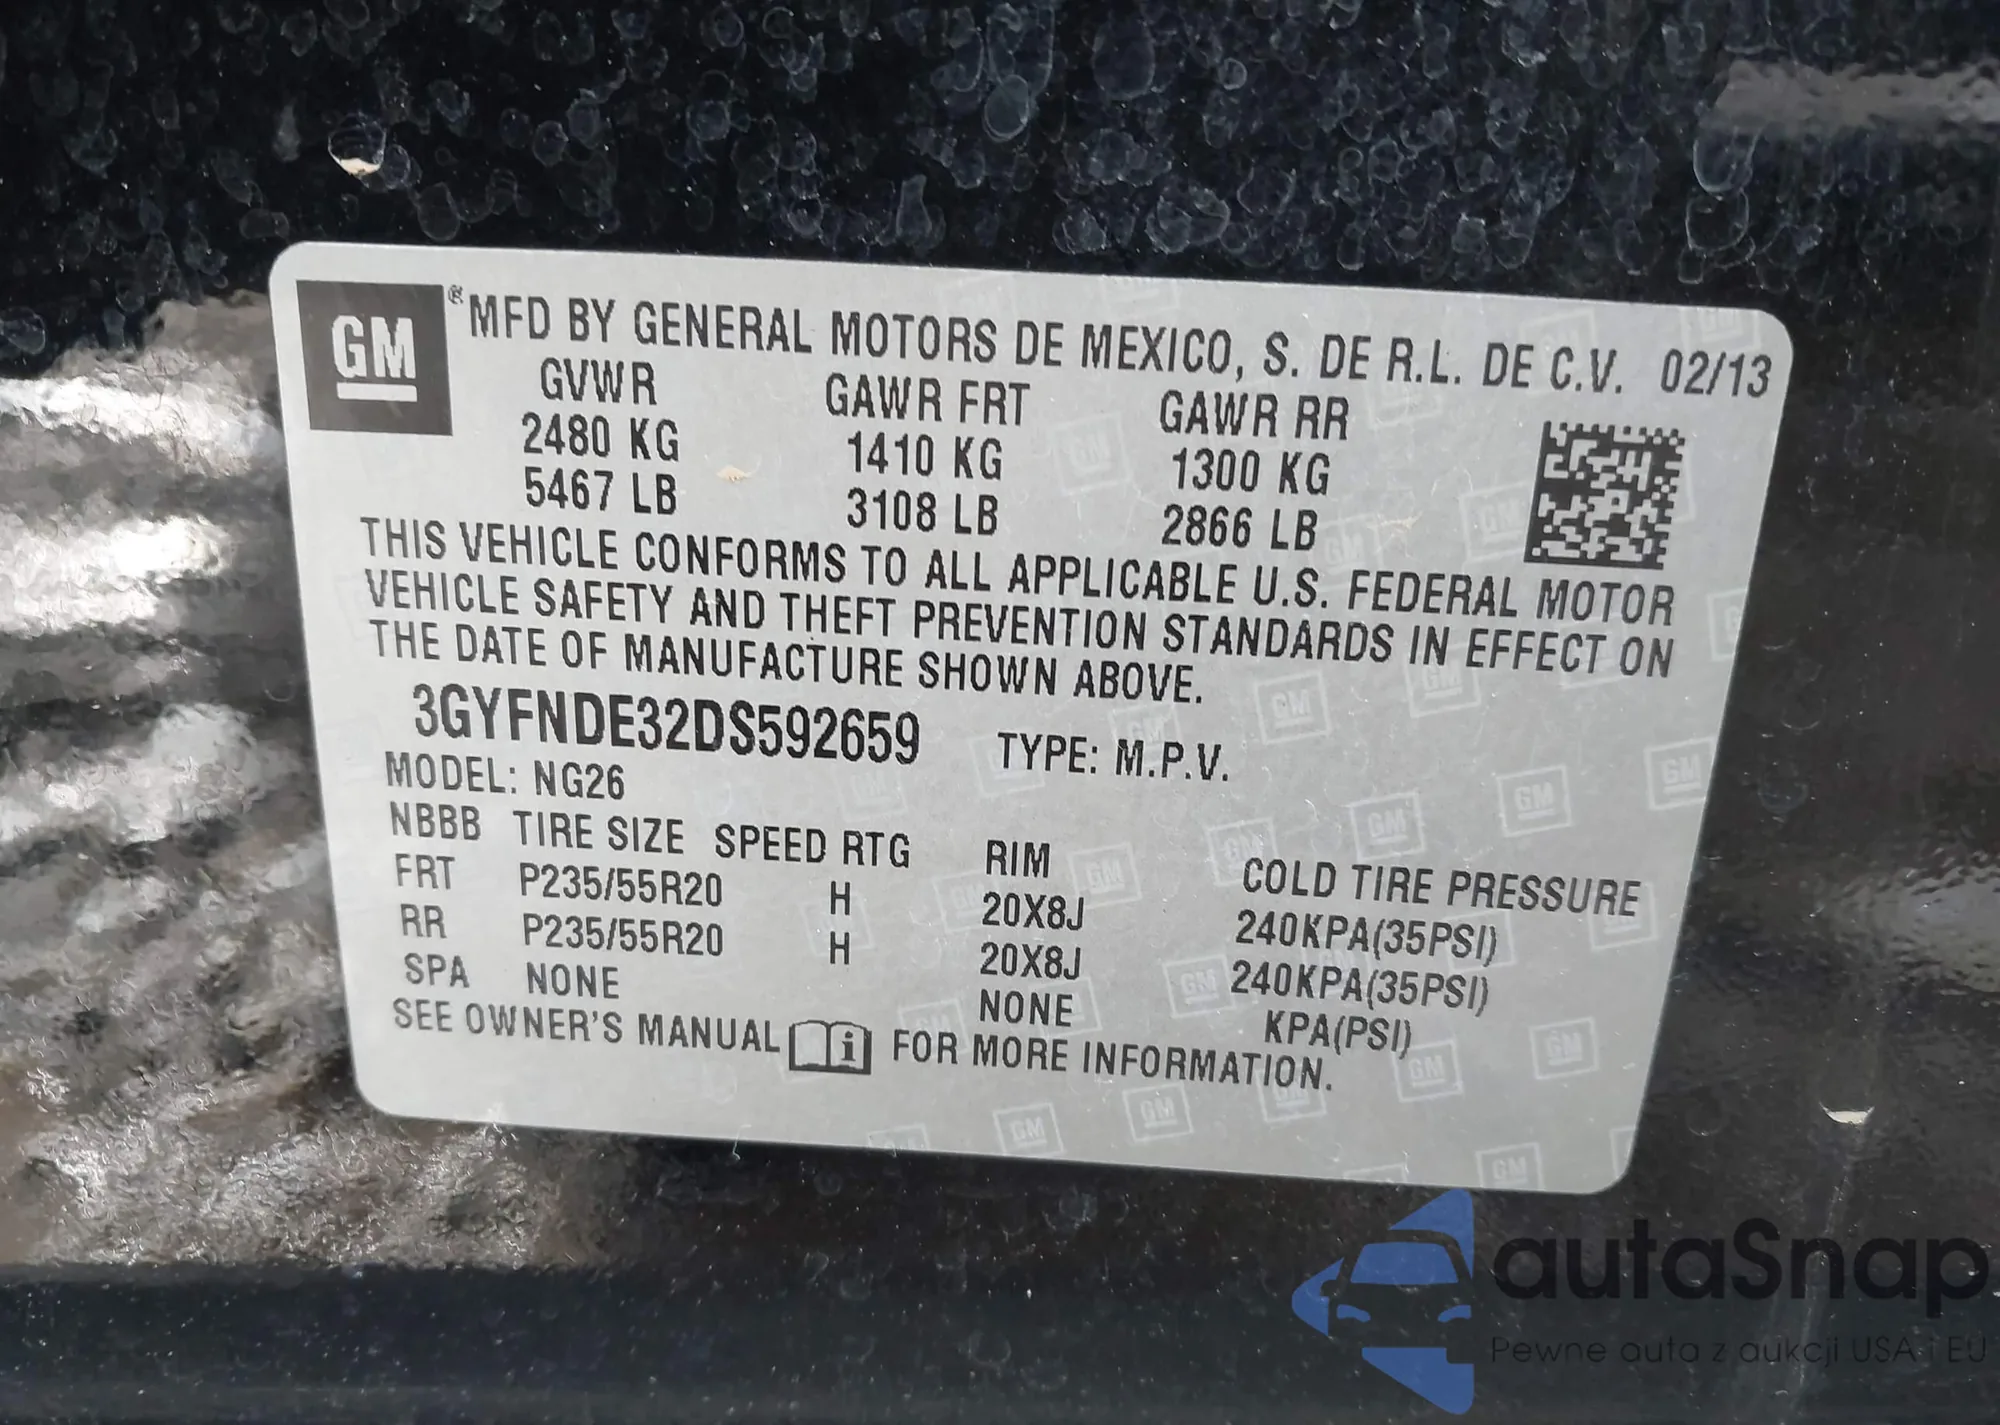 GM ® MFD BY GENERAL MOTORS DE MEXICO, S. DE R.L. DE C.V. 02/13
GVWR GAWR FRT GAWR RR
2480 KG 1410 KG 1300 KG
5467 LB 3108 LB 2866 LB
THIS VEHICLE CONFORMS TO ALL APPLICABLE U.S. FEDERAL MOTOR
VEHICLE SAFETY AND THEFT PREVENTION STANDARDS IN EFFECT ON
THE DATE OF MANUFACTURE SHOWN ABOVE.
3GYFNDE32DS592659 TYPE: M.P.V.
MODEL: NG26
NBBB TIRE SIZE SPEED RTG RIM COLD TIRE PRESSURE
FRT P235/55R20 H 20X8J 240KPA(35PSI)
RR P235/55R20 H 20X8J 240KPA(35PSI)
SPA NONE NONE KPA(PSI)
SEE OWNER'S MANUAL i FOR MORE INFORMATION.
autaSnap
Pewne auta z aukcji USA i EU